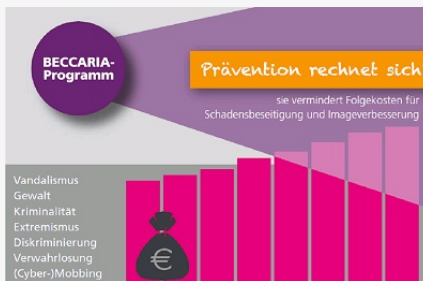 BECCARIA-
Programm
Prävention rechnet sich
sie vermindert Folgekosten für
Schadensbeseitigung und Imageverbesserung
Vandalismus
Gewalt
Kriminalität
Extremismus
Diskriminierung
Verwahrlosung
(Cyber-)Mobbing
€